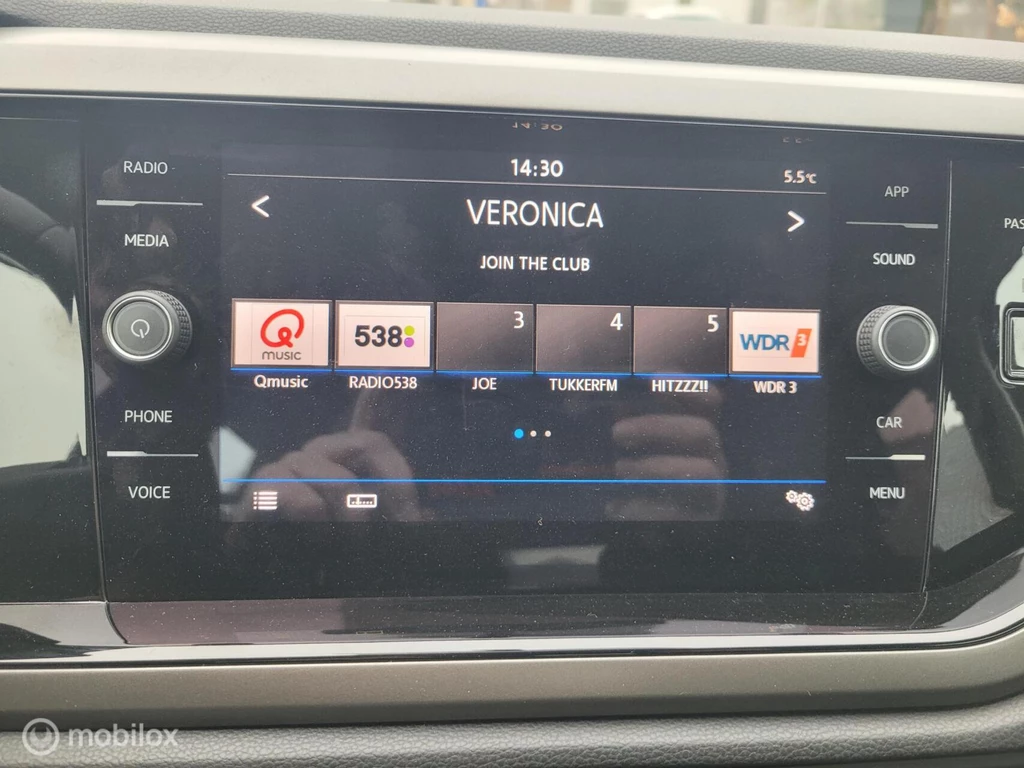 14:30
5.5°C
RADIO
MEDIA
PHONE
VOICE
<
VERONICA
>
JOIN THE CLUB
Q MUSIC
538
3
4
5
WDR 3
Qmusic
RADIO538
JOE
TUKKERFM
HITZZZ!!
WDR 3
APP
SOUND
CAR
MENU
PAS
mobilox